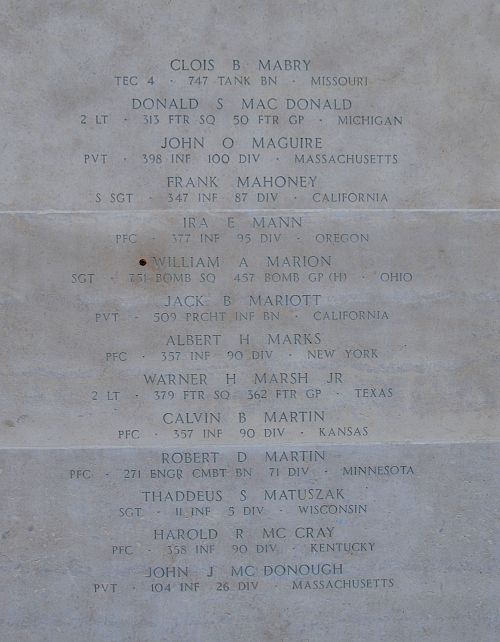 CLOIS B MABRY
TEC 4 · 747 TANK BN · MISSOURI
DONALD S MAC DONALD
2 LT · 313 FTR SQ 50 FTR GP · MICHIGAN
JOHN O MAGUIRE
PVT · 398 INF 100 DIV · MASSACHUSETTS
FRANK MAHONEY
S SGT · 347 INF 87 DIV · CALIFORNIA
IRA E MANN
PFC · 377 INF 95 DIV · OREGON
WILLIAM A MARION
SGT · 751 BOMB SQ 457 BOMB GP (H) · OHIO
JACK B MARIOTT
PVT · 509 PRCHT INF BN · CALIFORNIA
ALBERT H MARKS
PFC · 357 INF 90 DIV · NEW YORK
WARNER H MARSH JR
2 LT · 379 FTR SQ 362 FTR GP · TEXAS
CALVIN B MARTIN
PFC · 357 INF 90 DIV · KANSAS
ROBERT D MARTIN
PFC · 271 ENGR CMBT BN 71 DIV · MINNESOTA
THADDEUS S MATUSZAK
SGT · 11 INF 5 DIV · WISCONSIN
HAROLD R MC CRAY
PFC · 358 INF 90 DIV · KENTUCKY
JOHN J MC DONOUGH
PVT · 104 INF 26 DIV · MASSACHUSETTS